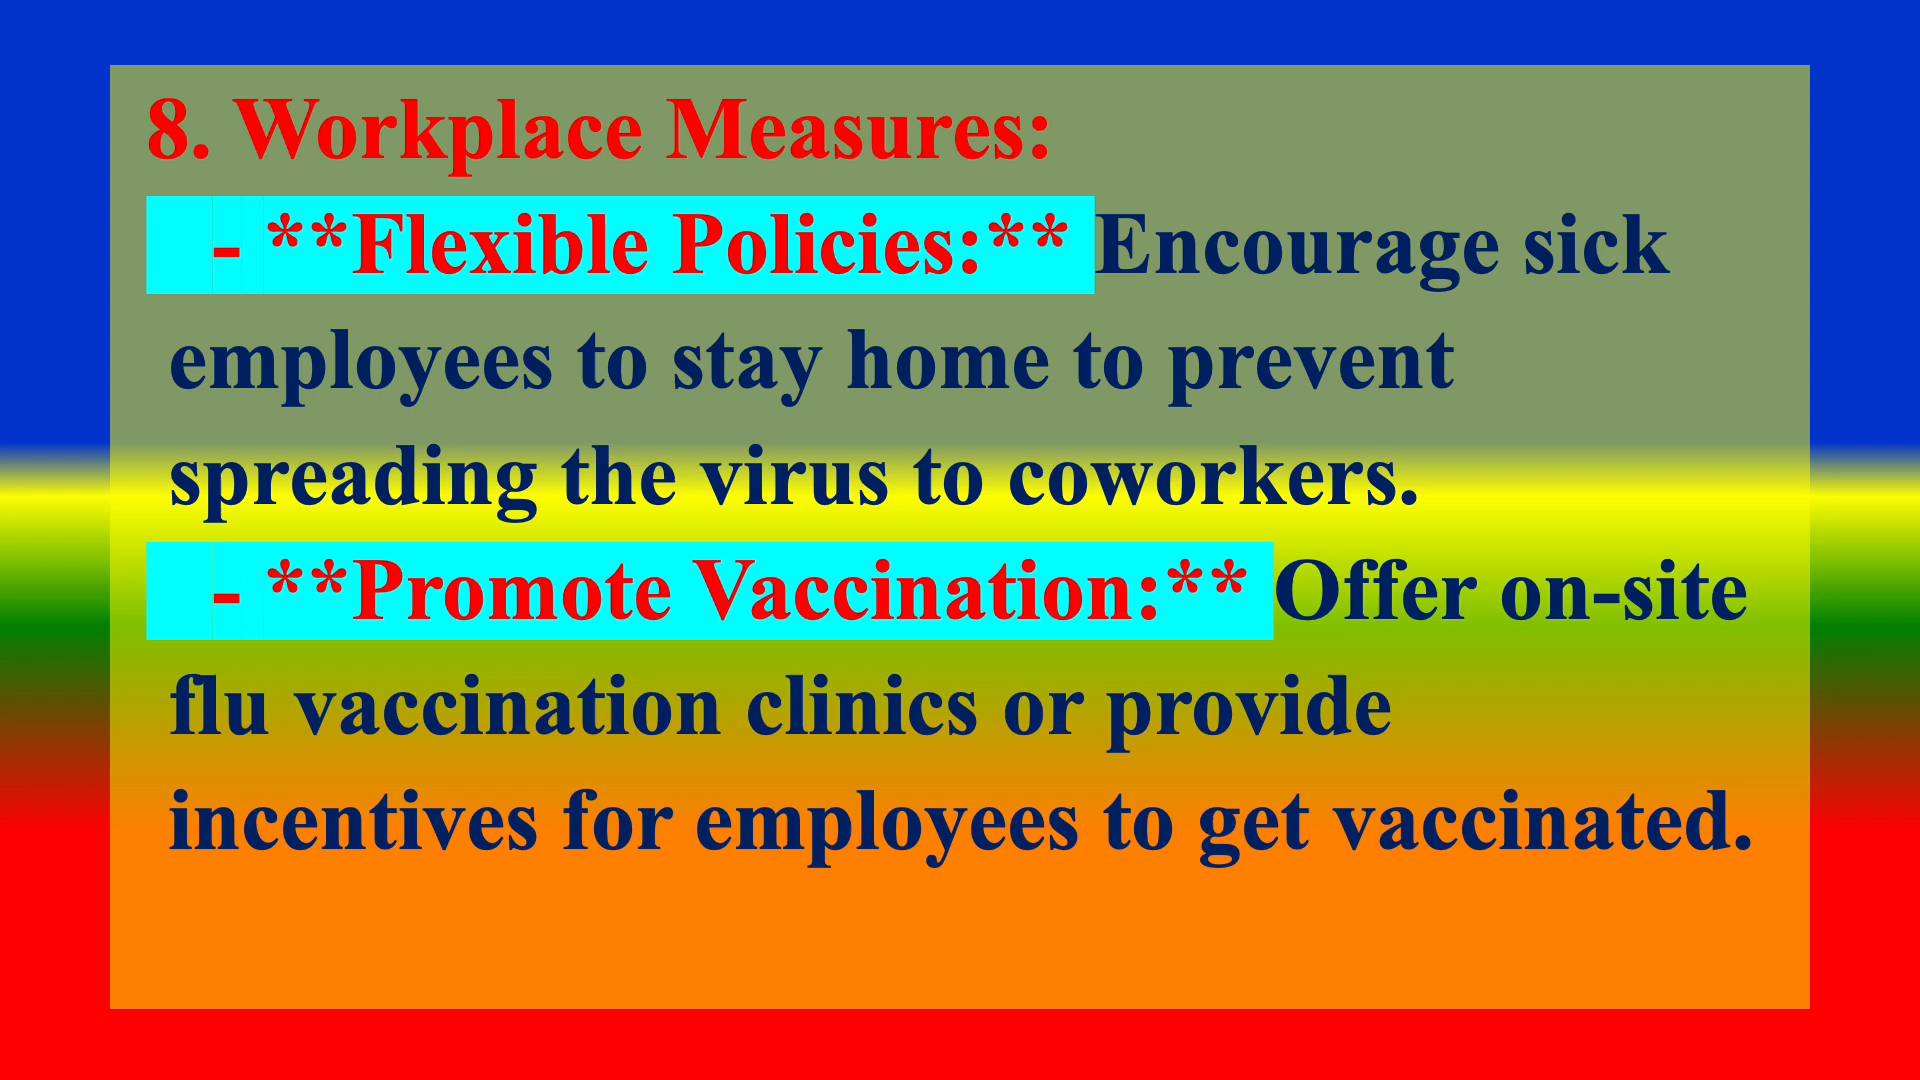 8. Workplace Measures:
- **Flexible Policies:** Encourage sick
employees to stay home to prevent
spreading the virus to coworkers.
- **Promote Vaccination:** Offer on-site
flu vaccination clinics or provide
incentives for employees to get vaccinated.